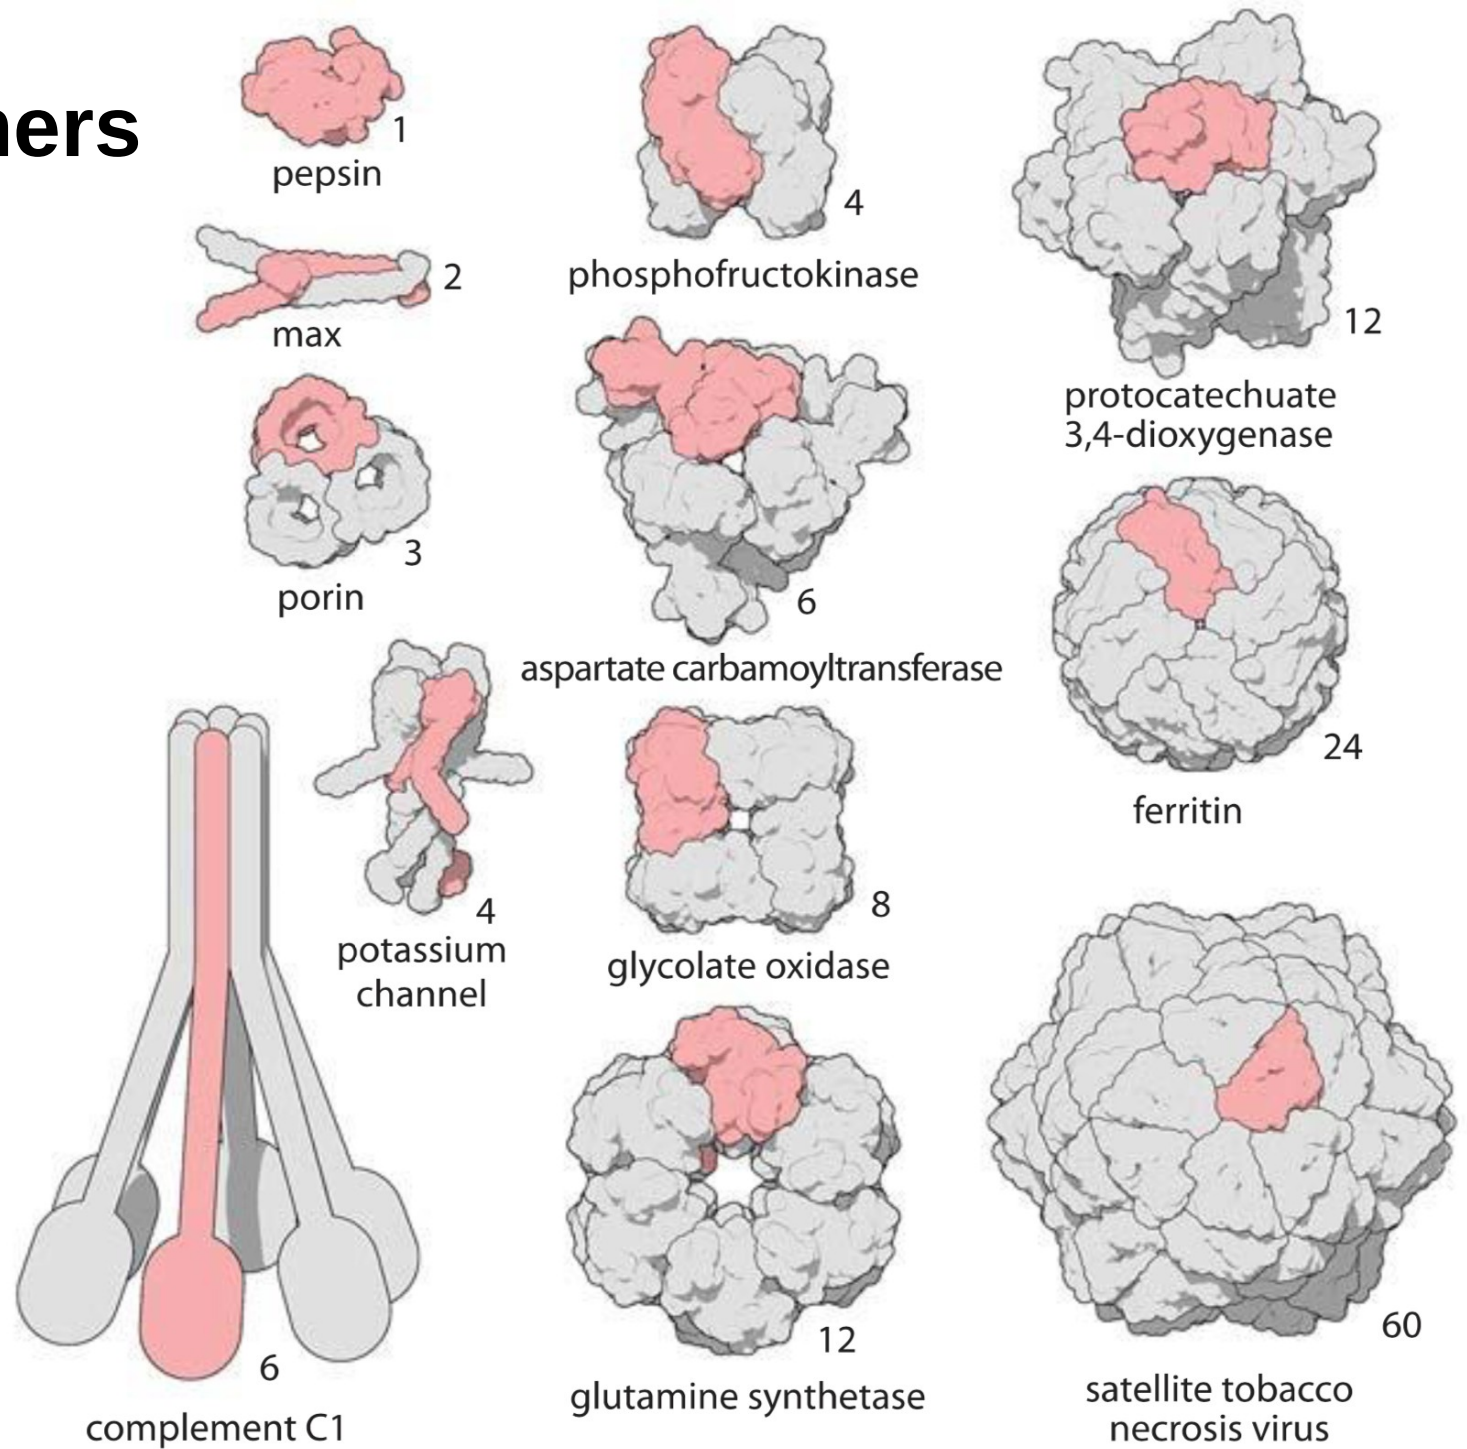 ners
1
pepsin
2
max
3
porin
4
phosphofructokinase
6
aspartate carbamoyltransferase
12
protocatechuate
3,4-dioxygenase
24
ferritin
4
potassium
channel
8
glycolate oxidase
6
complement C1
12
glutamine synthetase
60
satellite tobacco
necrosis virus